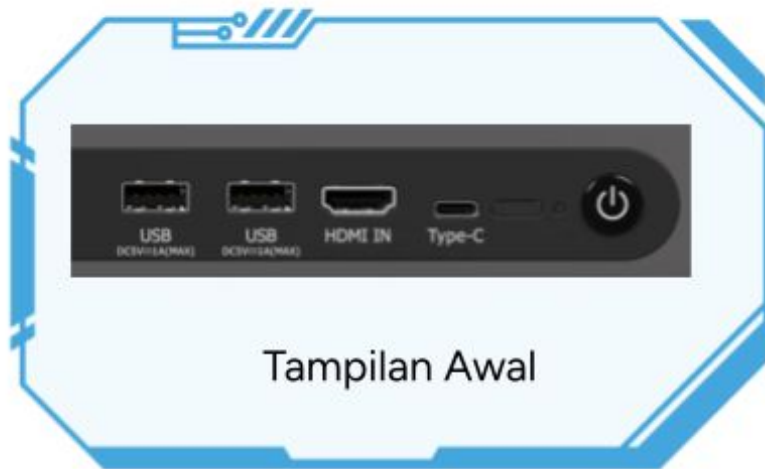 USB
DC5V⎓1A(MAX)
USB
DC5V⎓1A(MAX)
HDMI IN
Type-C
Tampilan Awal